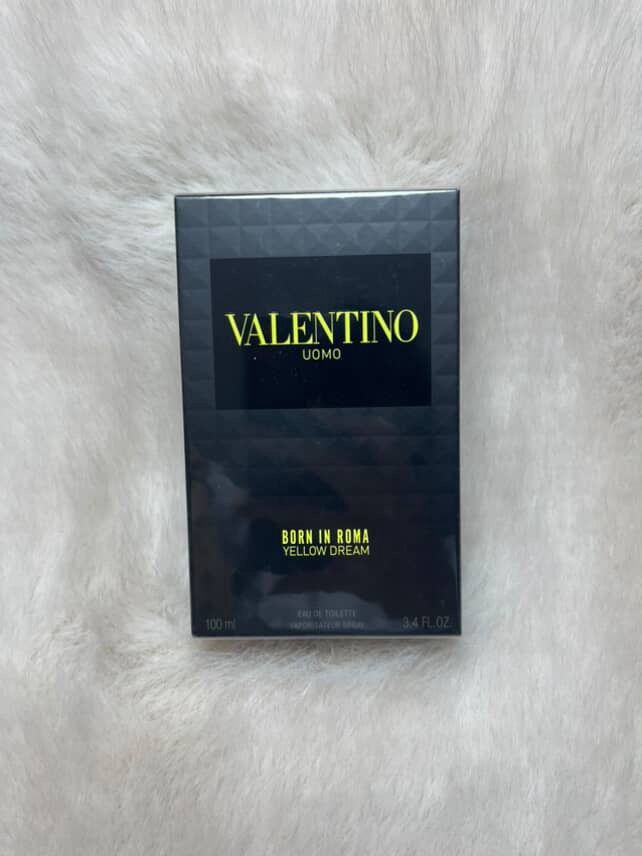 VALENTINO
UOMO
BORN IN ROMA
YELLOW DREAM
EAU DE TOILETTE
100 ml VAPORISATEUR SPRAY 3.4 FL.OZ.